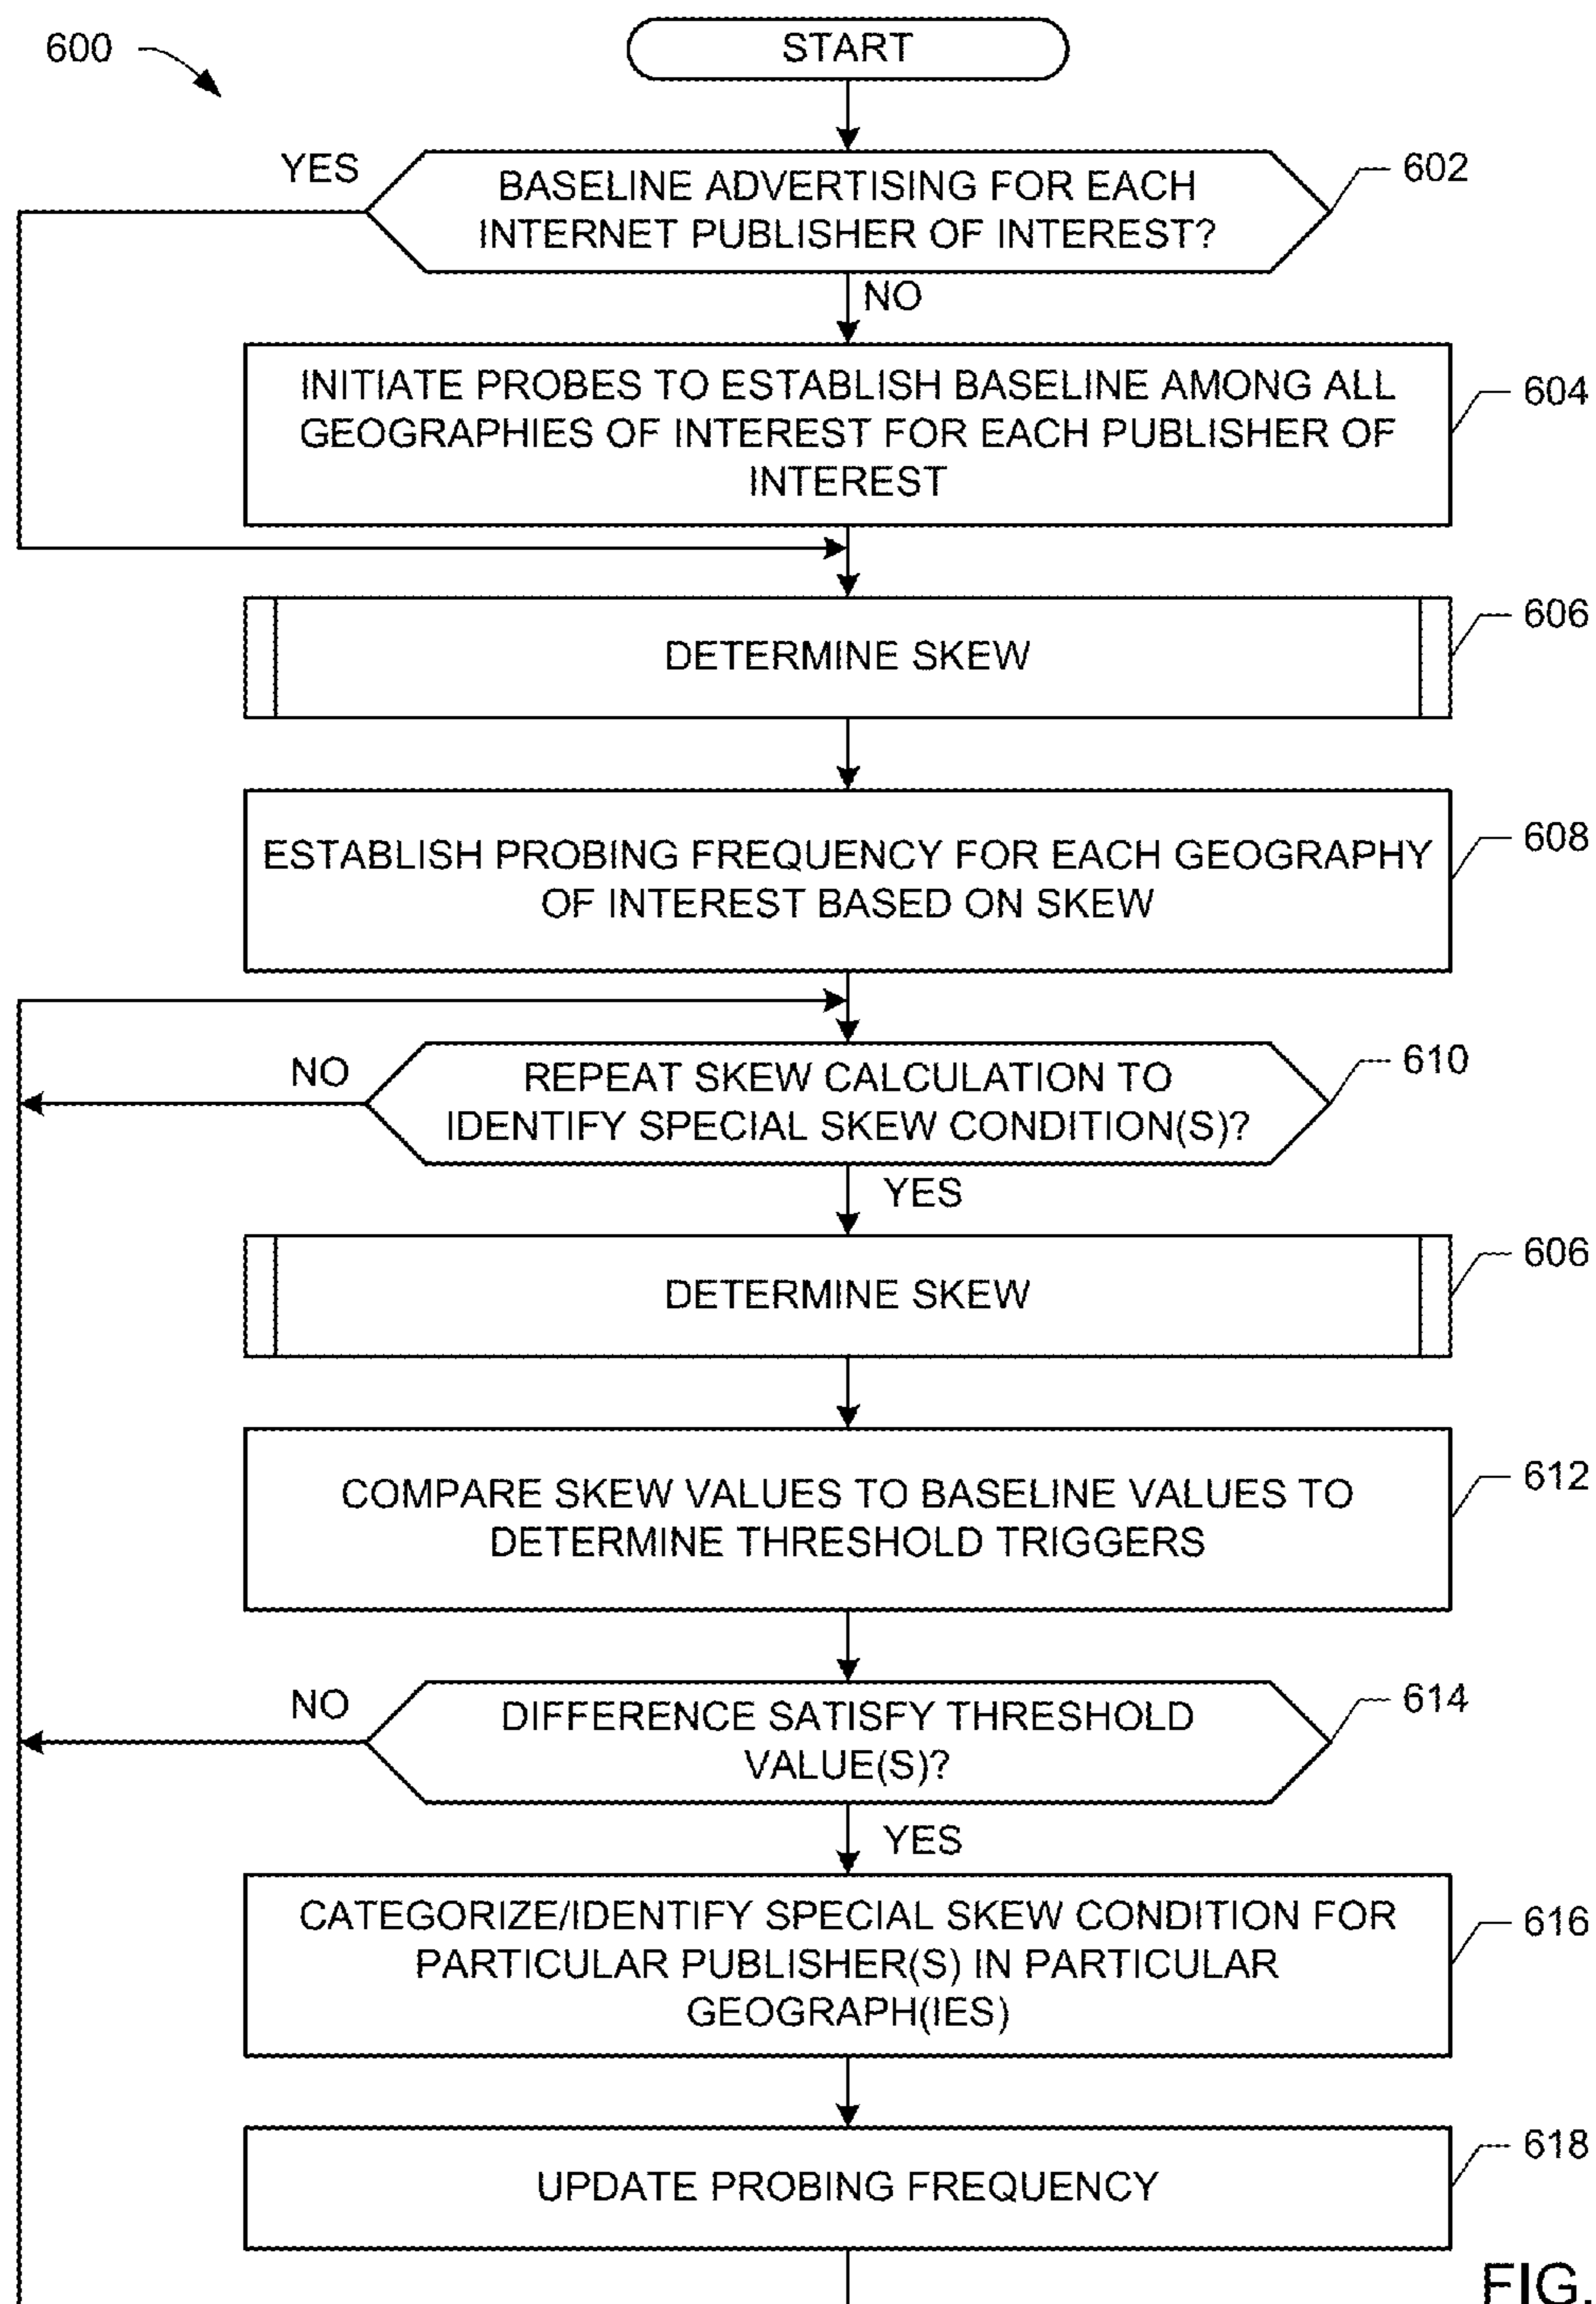 600
START
YES
BASELINE ADVERTISING FOR EACH
INTERNET PUBLISHER OF INTEREST?
602
NO
INITIATE PROBES TO ESTABLISH BASELINE AMONG ALL
GEOGRAPHIES OF INTEREST FOR EACH PUBLISHER OF
INTEREST
604
DETERMINE SKEW
606
ESTABLISH PROBING FREQUENCY FOR EACH GEOGRAPHY
OF INTEREST BASED ON SKEW
608
NO
REPEAT SKEW CALCULATION TO
IDENTIFY SPECIAL SKEW CONDITION(S)?
610
YES
DETERMINE SKEW
606
COMPARE SKEW VALUES TO BASELINE VALUES TO
DETERMINE THRESHOLD TRIGGERS
612
NO
DIFFERENCE SATISFY THRESHOLD
VALUE(S)?
614
YES
CATEGORIZE/IDENTIFY SPECIAL SKEW CONDITION FOR
PARTICULAR PUBLISHER(S) IN PARTICULAR
GEOGRAPH(IES)
616
UPDATE PROBING FREQUENCY
618
FIG.